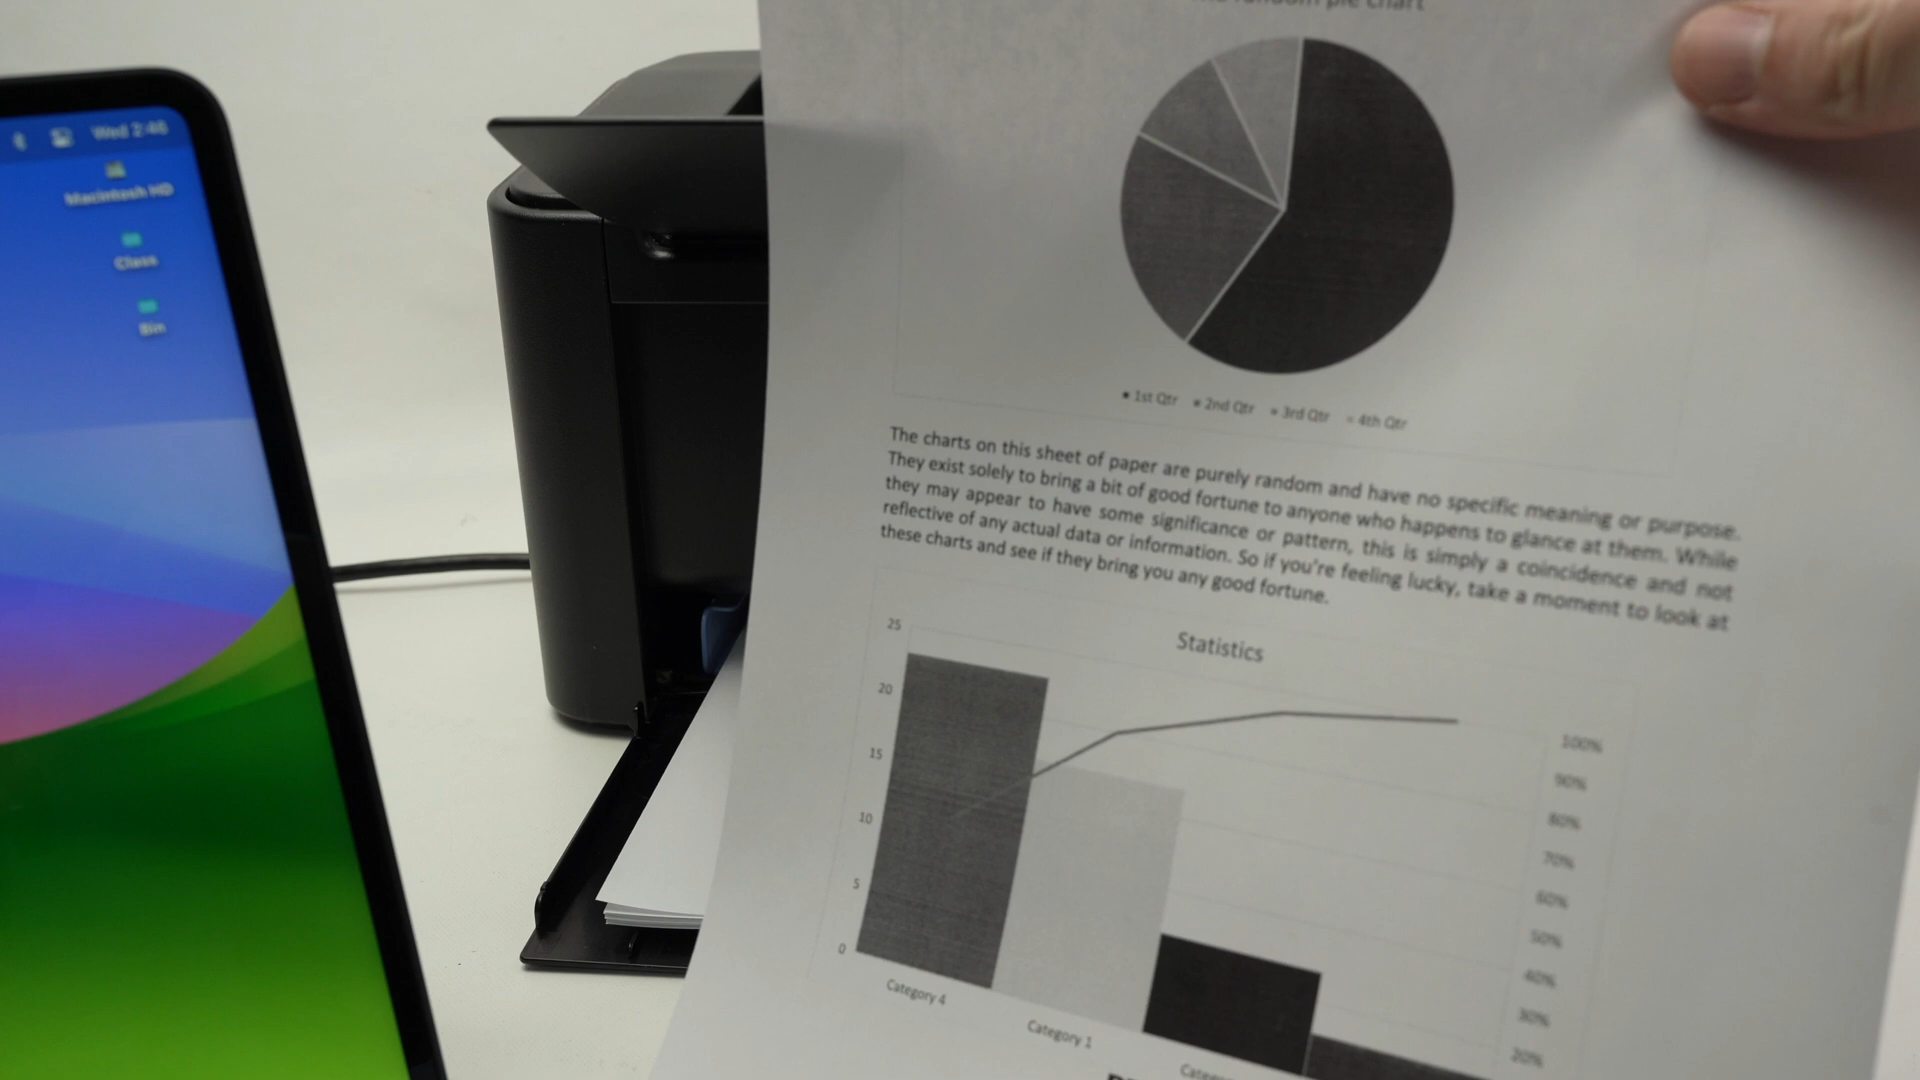 Wed 2:46
Macintosh HD
Class
Bin
random pie chart
1st Qtr 2nd Qtr 3rd Qtr 4th Qtr
The charts on this sheet of paper are purely random and have no specific meaning or purpose.
They exist solely to bring a bit of good fortune to anyone who happens to glance at them. While
they may appear to have some significance or pattern, this is simply a coincidence and not
reflective of any actual data or information. So if you're feeling lucky, take a moment to look at
these charts and see if they bring you any good fortune.
Statistics
25
20
15
10
5
0
100%
90%
80%
70%
60%
50%
40%
30%
20%
Category 4
Category 1